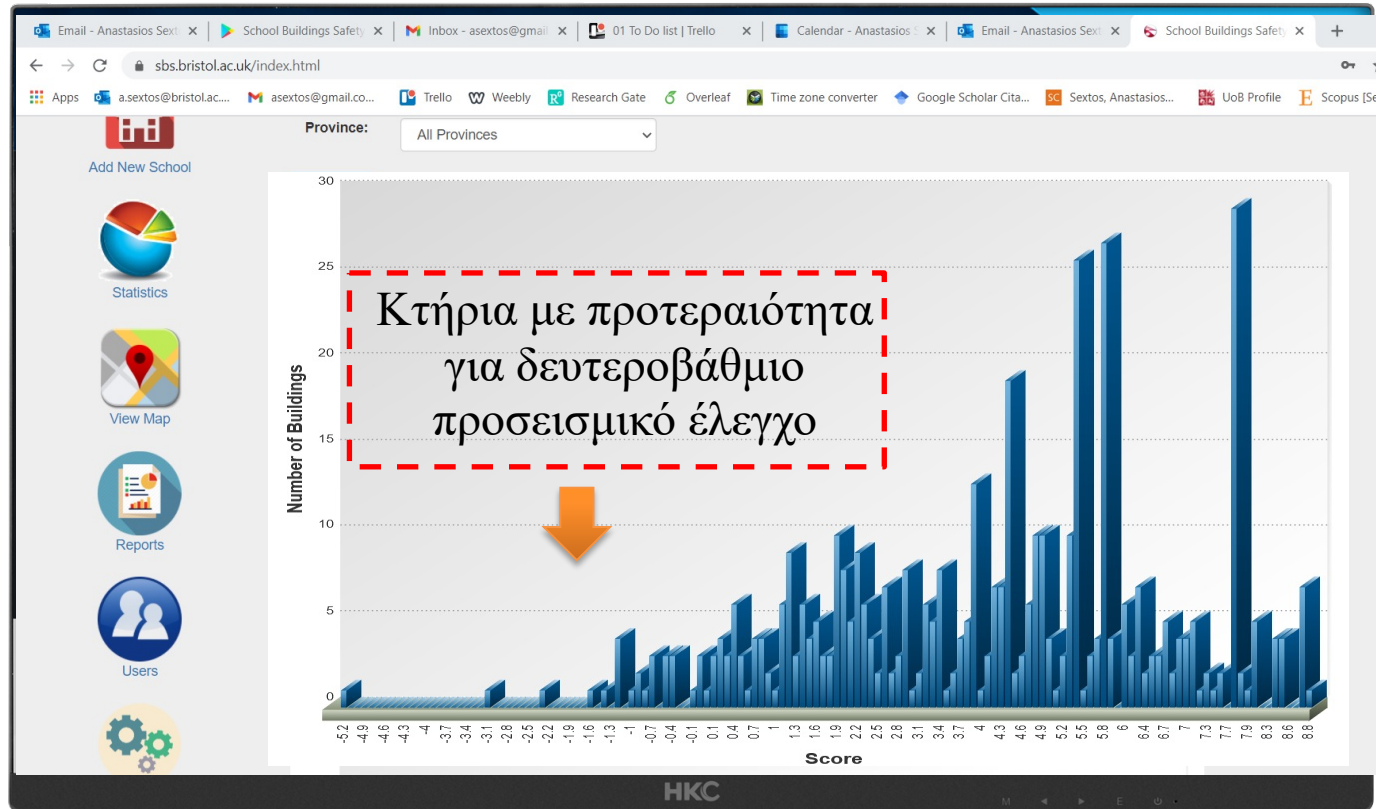 Email - Anastasios Sext
School Buildings Safety
Inbox - asextos@gmail
01 To Do list | Trello
Calendar - Anastasios S
Email - Anastasios Sext
School Buildings Safety
sbs.bristol.ac.uk/index.html
Apps
a.sextos@bristol.ac....
asextos@gmail.co...
Trello
Weebly
Research Gate
Overleaf
Time zone converter
Google Scholar Cita...
Sextos, Anastasios...
UoB Profile
Scopus [Se
Province:
All Provinces
Add New School
Statistics
View Map
Reports
Users
Number of Buildings
30
25
20
15
10
5
0
Κτήρια με προτεραιότητα
για δευτεροβάθμιο
προσεισμικό έλεγχο
-5.2 -4.9 -4.6 -4.3 -4 -3.7 -3.4 -3.1 -2.8 -2.5 -2.2 -1.9 -1.6 -1.3 -1 -0.7 -0.4 -0.1 0.1 0.4 0.7 1 1.3 1.6 1.9 2.2 2.5 2.8 3.1 3.4 3.7 4 4.3 4.6 4.9 5.2 5.5 5.8 6 6.4 6.7 7 7.3 7.7 7.9 8.3 8.6 8.8
Score
HKC
M E